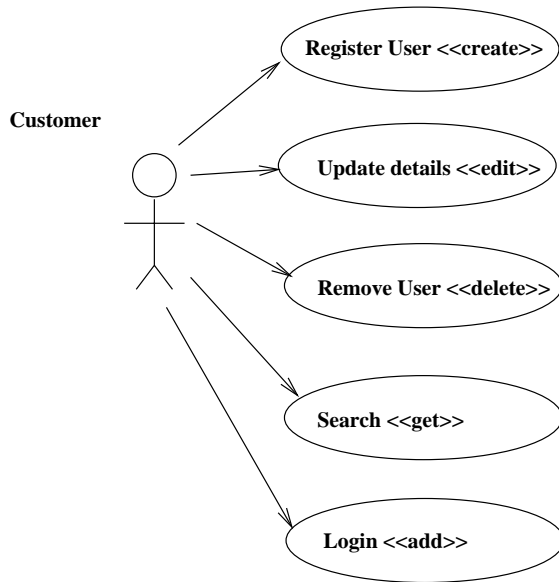 Register User <<create>>
Customer
Update details <<edit>>
Remove User <<delete>>
Search <<get>>
Login <<add>>